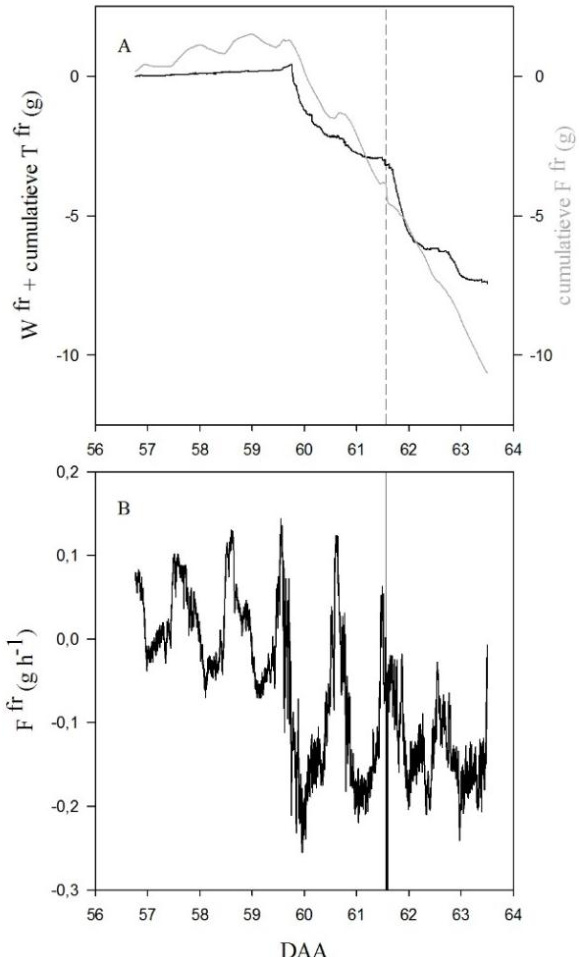 A
W fr + cumulatieve T fr (g)
0
-5
-10
cumulatieve F fr (g)
0
-5
-10
56 57 58 59 60 61 62 63 64
B
F fr (g h-1)
0,2
0,1
0,0
-0,1
-0,2
-0,3
56 57 58 59 60 61 62 63 64
DAA